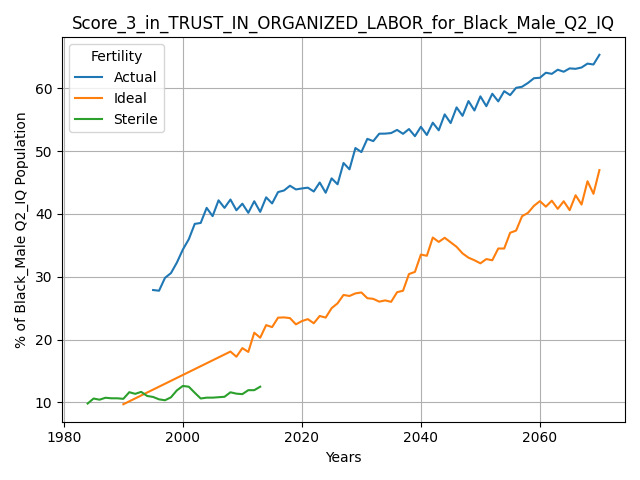 Score_3_in_TRUST_IN_ORGANIZED_LABOR_for_Black_Male_Q2_IQ
Fertility
Actual
Ideal
Sterile
% of Black_Male Q2_IQ Population
60
50
40
30
20
10
1980 2000 2020 2040 2060
Years